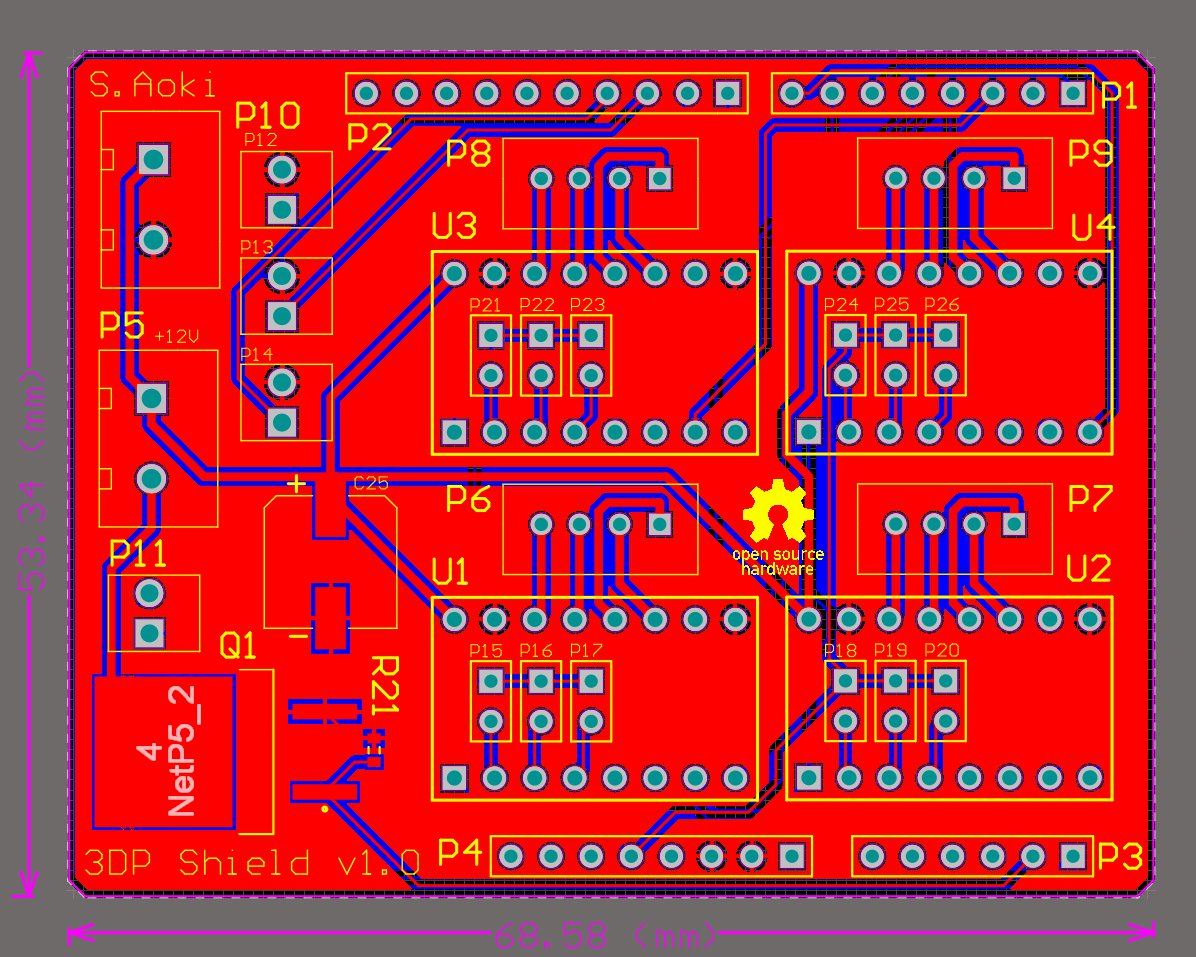 S.Aoki
P10
P12
P2
P1
P8
P9
U3
U4
P13
P21 P22 P23
P24 P25 P26
P5
+12V
P14
+
C25
P6
P7
open source
hardware
P11
U1
U2
Q1
-
R21
P15 P16 P17
P18 P19 P20
4
NetP5_2
3DP Shield v1.0
P4
P3
53.34 (mm)
68.58 (mm)